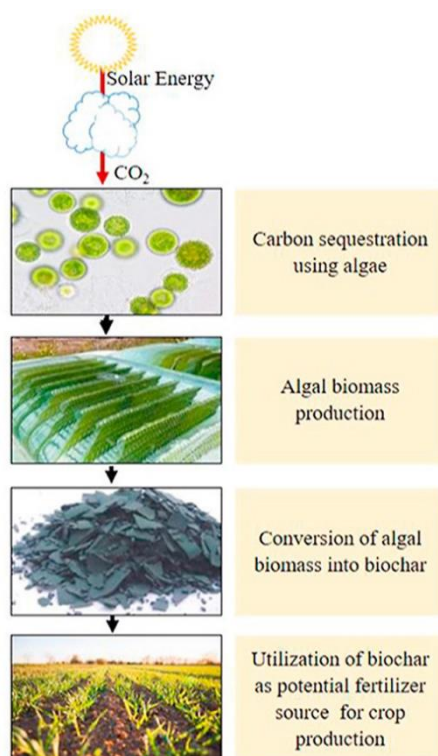 Solar Energy
CO₂
Carbon sequestration
using algae
Algal biomass
production
Conversion of algal
biomass into biochar
Utilization of biochar
as potential fertilizer
source for crop
production